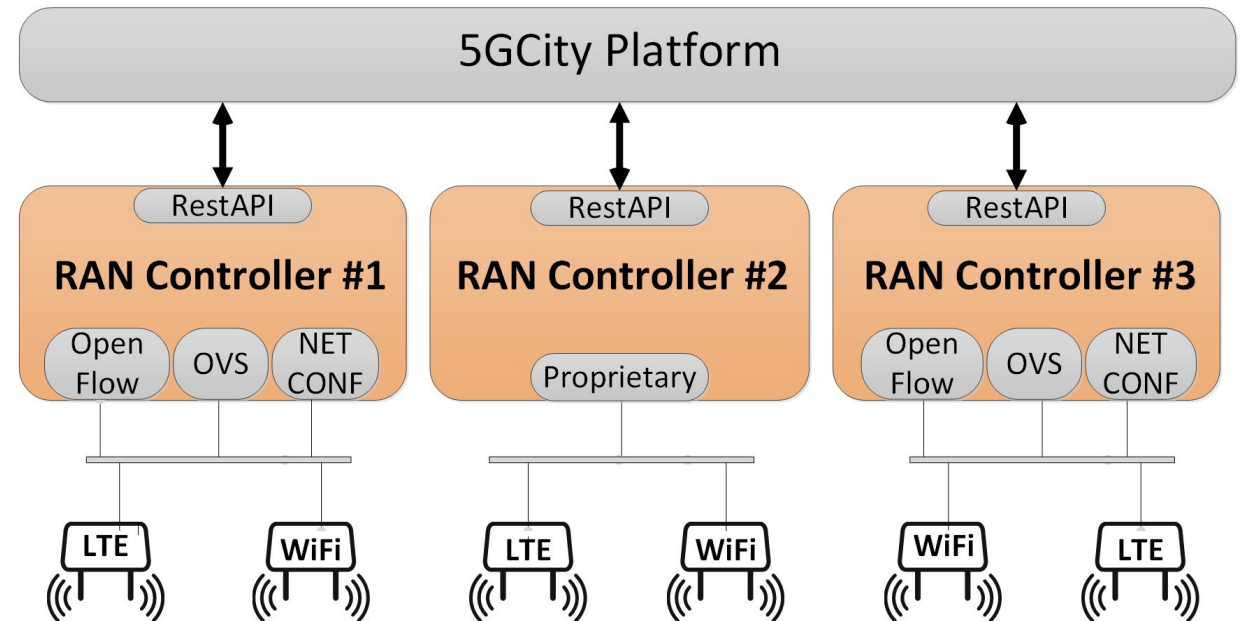 5GCity Platform
RestAPI
RAN Controller #1
Open
Flow
OVS
NET
CONF
LTE
WiFi
RestAPI
RAN Controller #2
Proprietary
LTE
WiFi
RestAPI
RAN Controller #3
Open
Flow
OVS
NET
CONF
WiFi
LTE